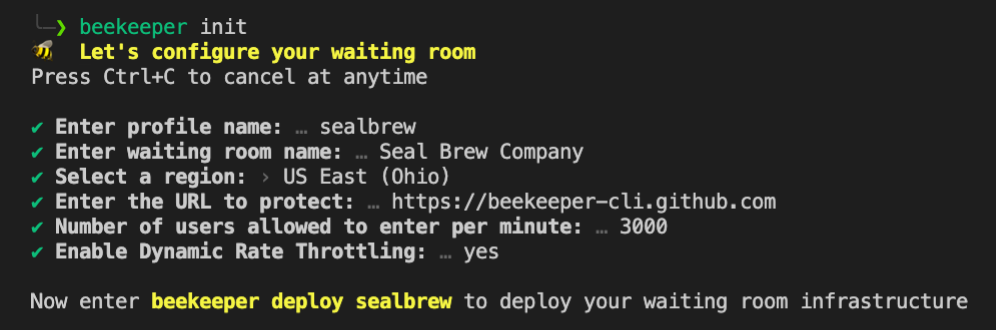 ❯ beekeeper init
🐝 Let's configure your waiting room
Press Ctrl+C to cancel at anytime
✔ Enter profile name: … sealbrew
✔ Enter waiting room name: … Seal Brew Company
✔ Select a region: › US East (Ohio)
✔ Enter the URL to protect: … https://beekeeper-cli.github.com
✔ Number of users allowed to enter per minute: … 3000
✔ Enable Dynamic Rate Throttling: … yes
Now enter beekeeper deploy sealbrew to deploy your waiting room infrastructure